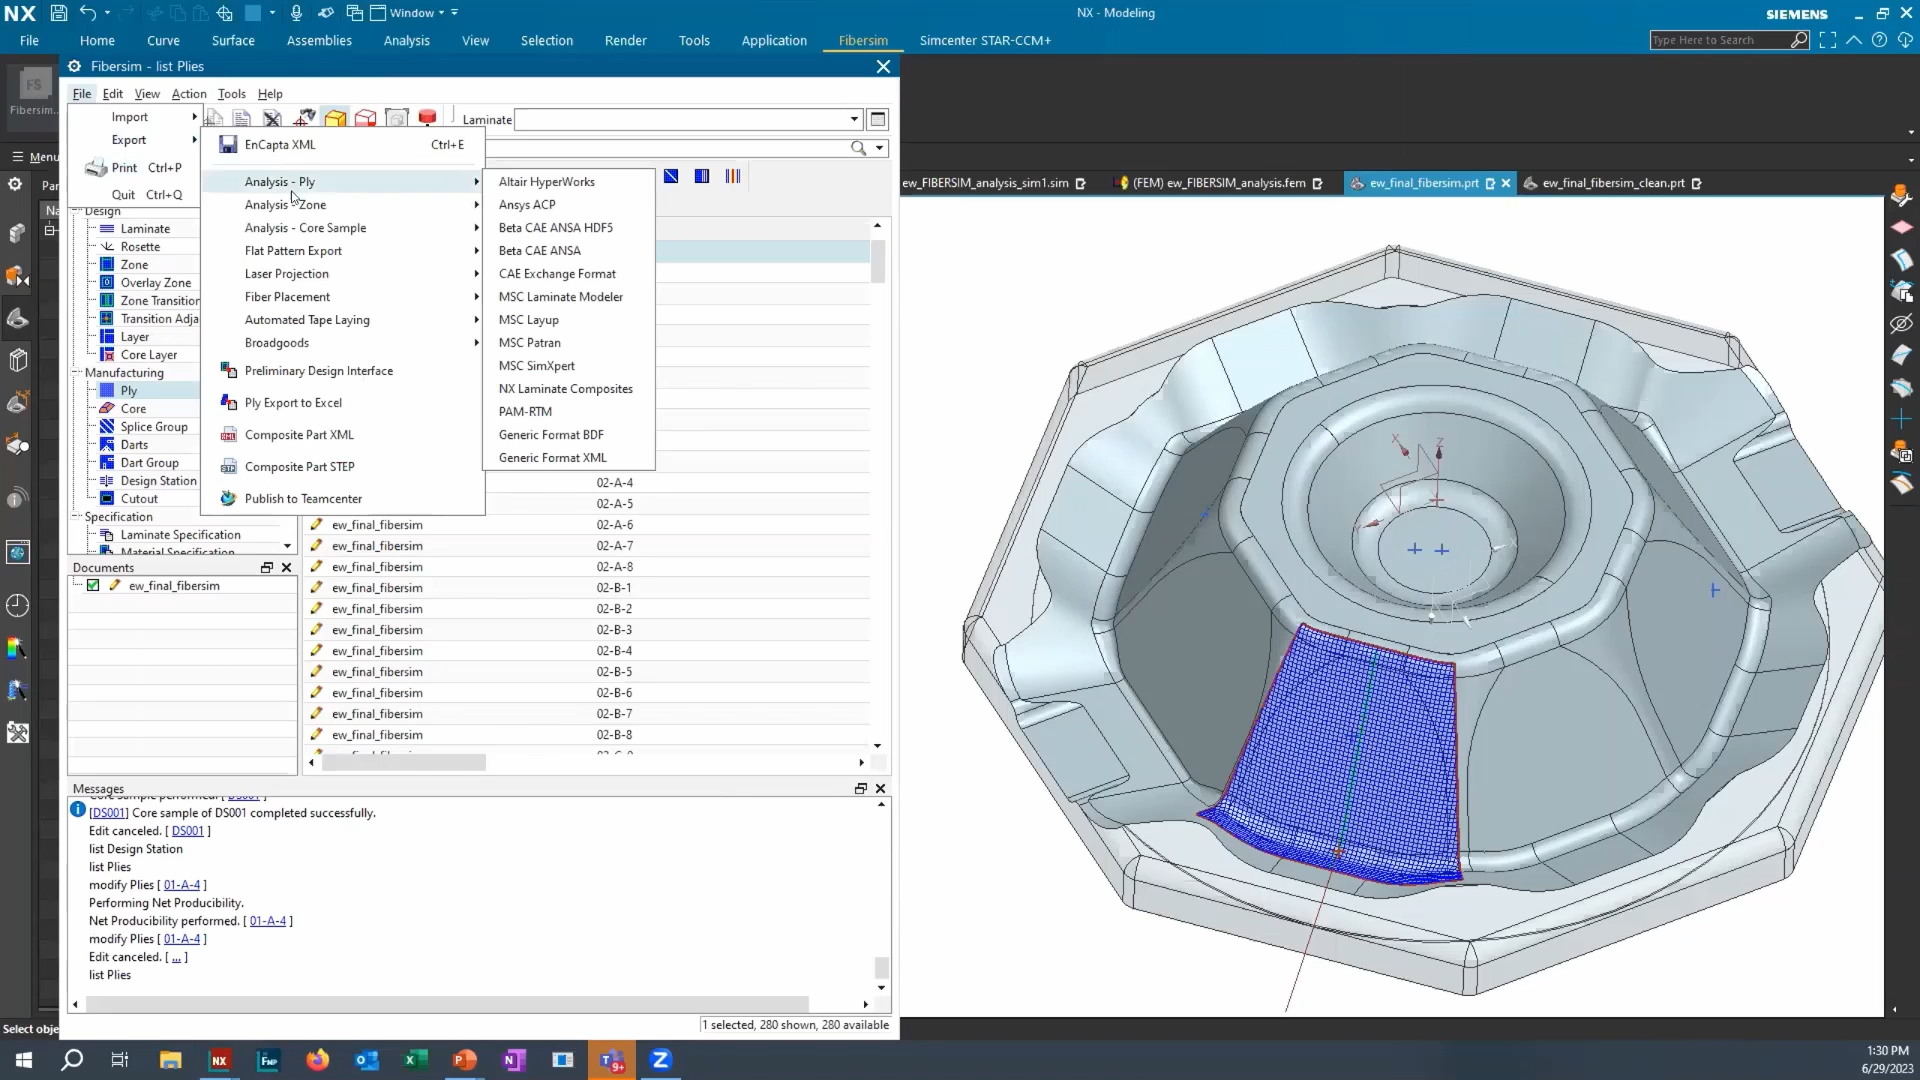 NX
Window
NX - Modeling
SIEMENS
File
Home
Curve
Surface
Assemblies
Analysis
View
Selection
Render
Tools
Application
Fibersim
Simcenter STAR-CCM+
Type Here to Search
Fibersim - list Plies
FS
Fibersim...
File
Edit
View
Action
Tools
Help
Laminate
Import
Export
Print Ctrl+P
Quit Ctrl+Q
EnCapta XML Ctrl+E
Analysis - Ply
Analysis - Zone
Analysis - Core Sample
Flat Pattern Export
Laser Projection
Fiber Placement
Automated Tape Laying
Broadgoods
Preliminary Design Interface
Ply Export to Excel
Composite Part XML
Composite Part STEP
Publish to Teamcenter
Altair HyperWorks
Ansys ACP
Beta CAE ANSA HDF5
Beta CAE ANSA
CAE Exchange Format
MSC Laminate Modeler
MSC Layup
MSC Patran
MSC SimXpert
NX Laminate Composites
PAM-RTM
Generic Format BDF
Generic Format XML
Menu
Par
Na
Design
Laminate
Rosette
Zone
Overlay Zone
Zone Transition
Transition Adja
Layer
Core Layer
Manufacturing
Ply
Core
Splice Group
Darts
Dart Group
Design Station
Cutout
Specification
Laminate Specification
Material Specification
02-A-4
02-A-5
ew_final_fibersim 02-A-6
ew_final_fibersim 02-A-7
ew_final_fibersim 02-A-8
ew_final_fibersim 02-B-1
ew_final_fibersim 02-B-2
ew_final_fibersim 02-B-3
ew_final_fibersim 02-B-4
ew_final_fibersim 02-B-5
ew_final_fibersim 02-B-6
ew_final_fibersim 02-B-7
ew_final_fibersim 02-B-8
Documents
ew_final_fibersim
Messages
Core sample performed. [ DS001 ]
[DS001] Core sample of DS001 completed successfully.
Edit canceled. [ DS001 ]
list Design Station
list Plies
modify Plies [ 01-A-4 ]
Performing Net Producibility.
Net Producibility performed. [ 01-A-4 ]
modify Plies [ 01-A-4 ]
Edit canceled. [ ... ]
list Plies
1 selected, 280 shown, 280 available
Select obje
ew_FIBERSIM_analysis_sim1.sim
(FEM) ew_FIBERSIM_analysis.fem
ew_final_fibersim.prt
ew_final_fibersim_clean.prt
X
Z
NX
FMP
9+
1:30 PM
6/29/2023